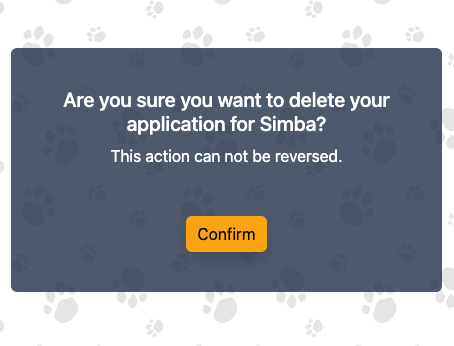 Are you sure you want to delete your
application for Simba?
This action can not be reversed.
Confirm